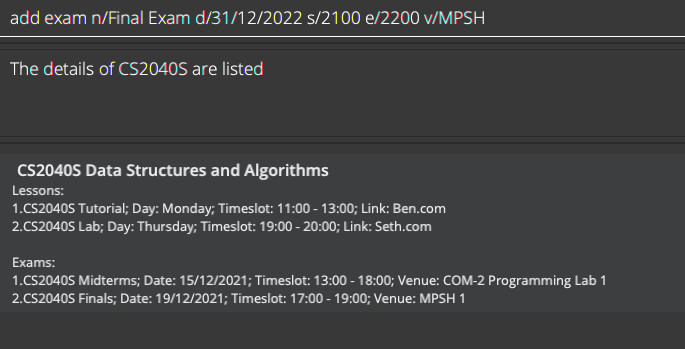 add exam n/Final Exam d/31/12/2022 s/2100 e/2200 v/MPSH
The details of CS2040S are listed
CS2040S Data Structures and Algorithms
Lessons:
1.CS2040S Tutorial; Day: Monday; Timeslot: 11:00 - 13:00; Link: Ben.com
2.CS2040S Lab; Day: Thursday; Timeslot: 19:00 - 20:00; Link: Seth.com
Exams:
1.CS2040S Midterms; Date: 15/12/2021; Timeslot: 13:00 - 18:00; Venue: COM-2 Programming Lab 1
2.CS2040S Finals; Date: 19/12/2021; Timeslot: 17:00 - 19:00; Venue: MPSH 1